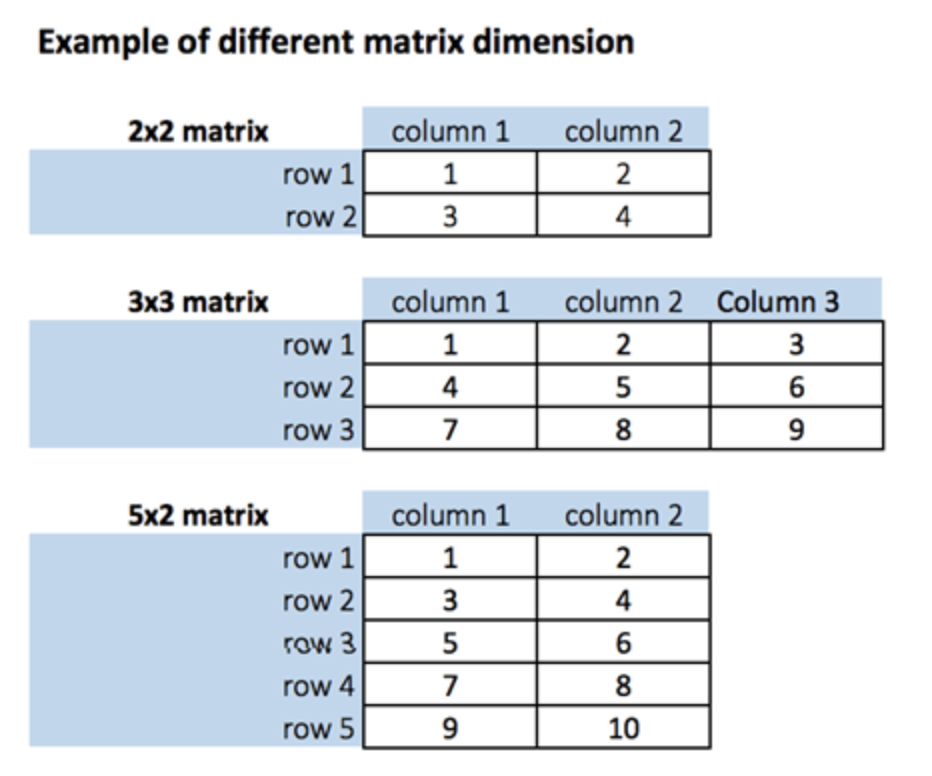 Example of different matrix dimension
2x2 matrix column 1 column 2
row 1 1 2
row 2 3 4
3x3 matrix column 1 column 2 Column 3
row 1 1 2 3
row 2 4 5 6
row 3 7 8 9
5x2 matrix column 1 column 2
row 1 1 2
row 2 3 4
row 3 5 6
row 4 7 8
row 5 9 10